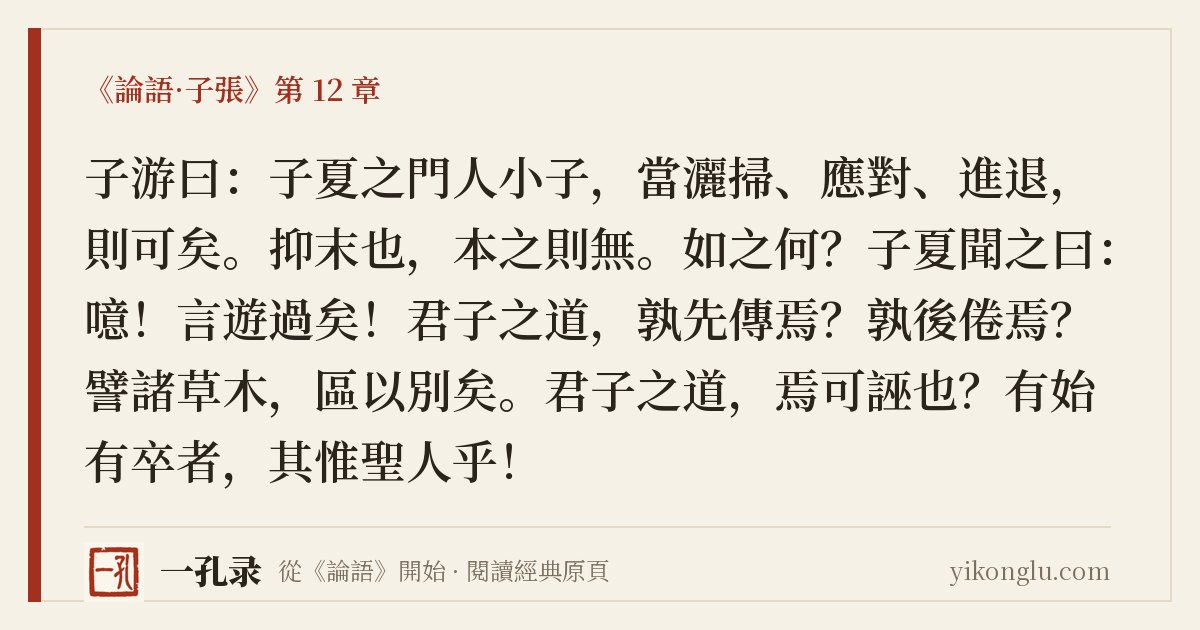 《論語·子張》第 12 章
子游曰：子夏之門人小子，當灑掃、應對、進退，
則可矣。抑末也，本之則無。如之何？子夏聞之曰：
噫！言遊過矣！君子之道，孰先傳焉？孰後倦焉？
譬諸草木，區以別矣。君子之道，焉可誣也？有始
有卒者，其惟聖人乎！
一孔
一孔录
從《論語》開始 · 閱讀經典原頁
yikonglu.com